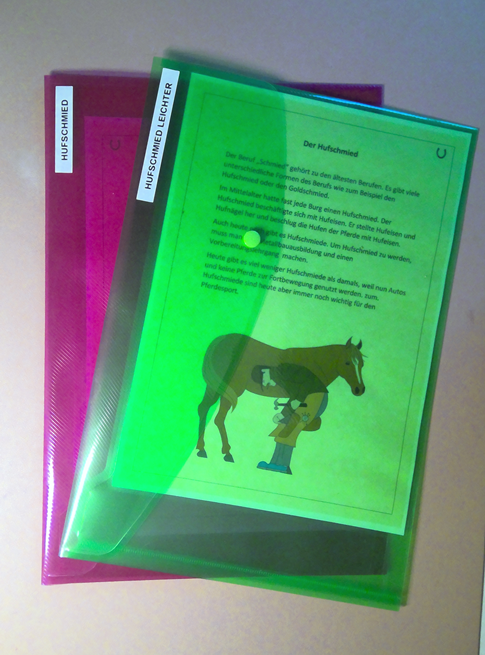 HUFSCHMIED
HUFSCHMIED LEICHTER
Der Hufschmied
Der Beruf „Schmied“ gehört zu den ältesten Berufen. Es gibt viele
unterschiedliche Formen des Berufs wie zum Beispiel den
Hufschmied oder den Goldschmied.
Im Mittelalter hatte fast jede Burg einen Hufschmied. Der
Hufschmied beschäftigte sich mit Hufeisen. Er stellte Hufeisen und
Hufnägel her und beschlug die Hufen der Pferde mit Hufeisen.
Auch heute gibt es Hufschmiede. Um Hufschmied zu werden,
muss man Metallbauausbildung und einen
machen.
Heute gibt es viel weniger Hufschmiede als damals, weil nun Autos
und keine Pferde zur Fortbewegung genutzt werden. zum.
Hufschmiede sind heute aber immer noch wichtig für den
Pferdesport.